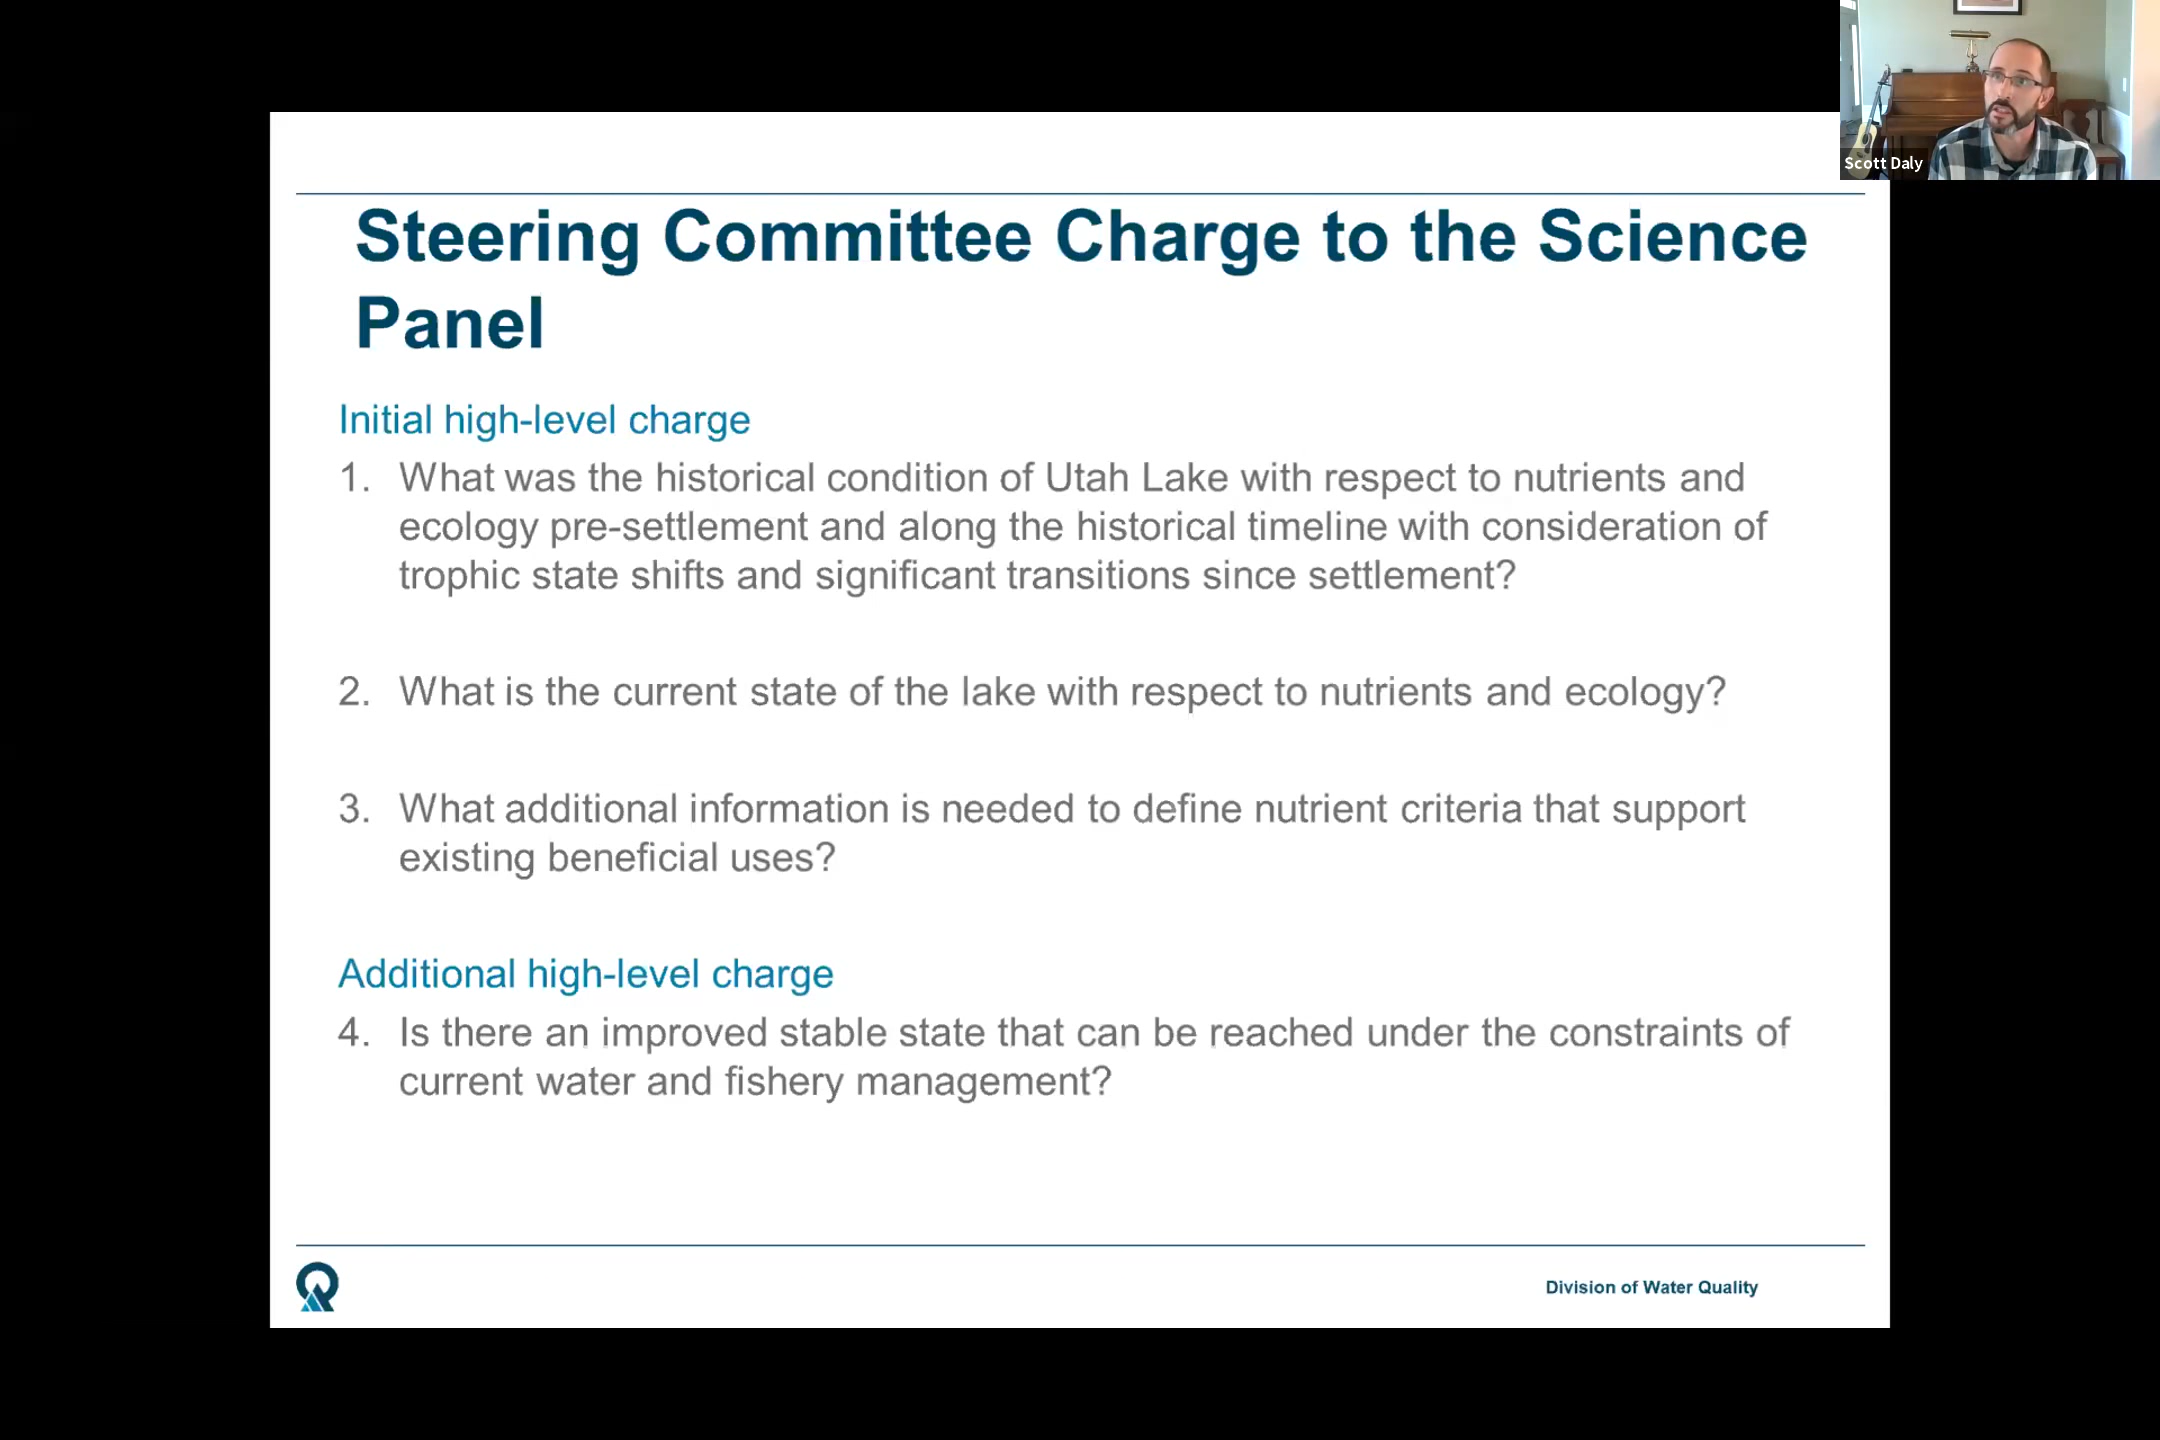 Scott Daly
Steering Committee Charge to the Science
Panel
Initial high-level charge
1. What was the historical condition of Utah Lake with respect to nutrients and
ecology pre-settlement and along the historical timeline with consideration of
trophic state shifts and significant transitions since settlement?
2. What is the current state of the lake with respect to nutrients and ecology?
3. What additional information is needed to define nutrient criteria that support
existing beneficial uses?
Additional high-level charge
4. Is there an improved stable state that can be reached under the constraints of
current water and fishery management?
Division of Water Quality